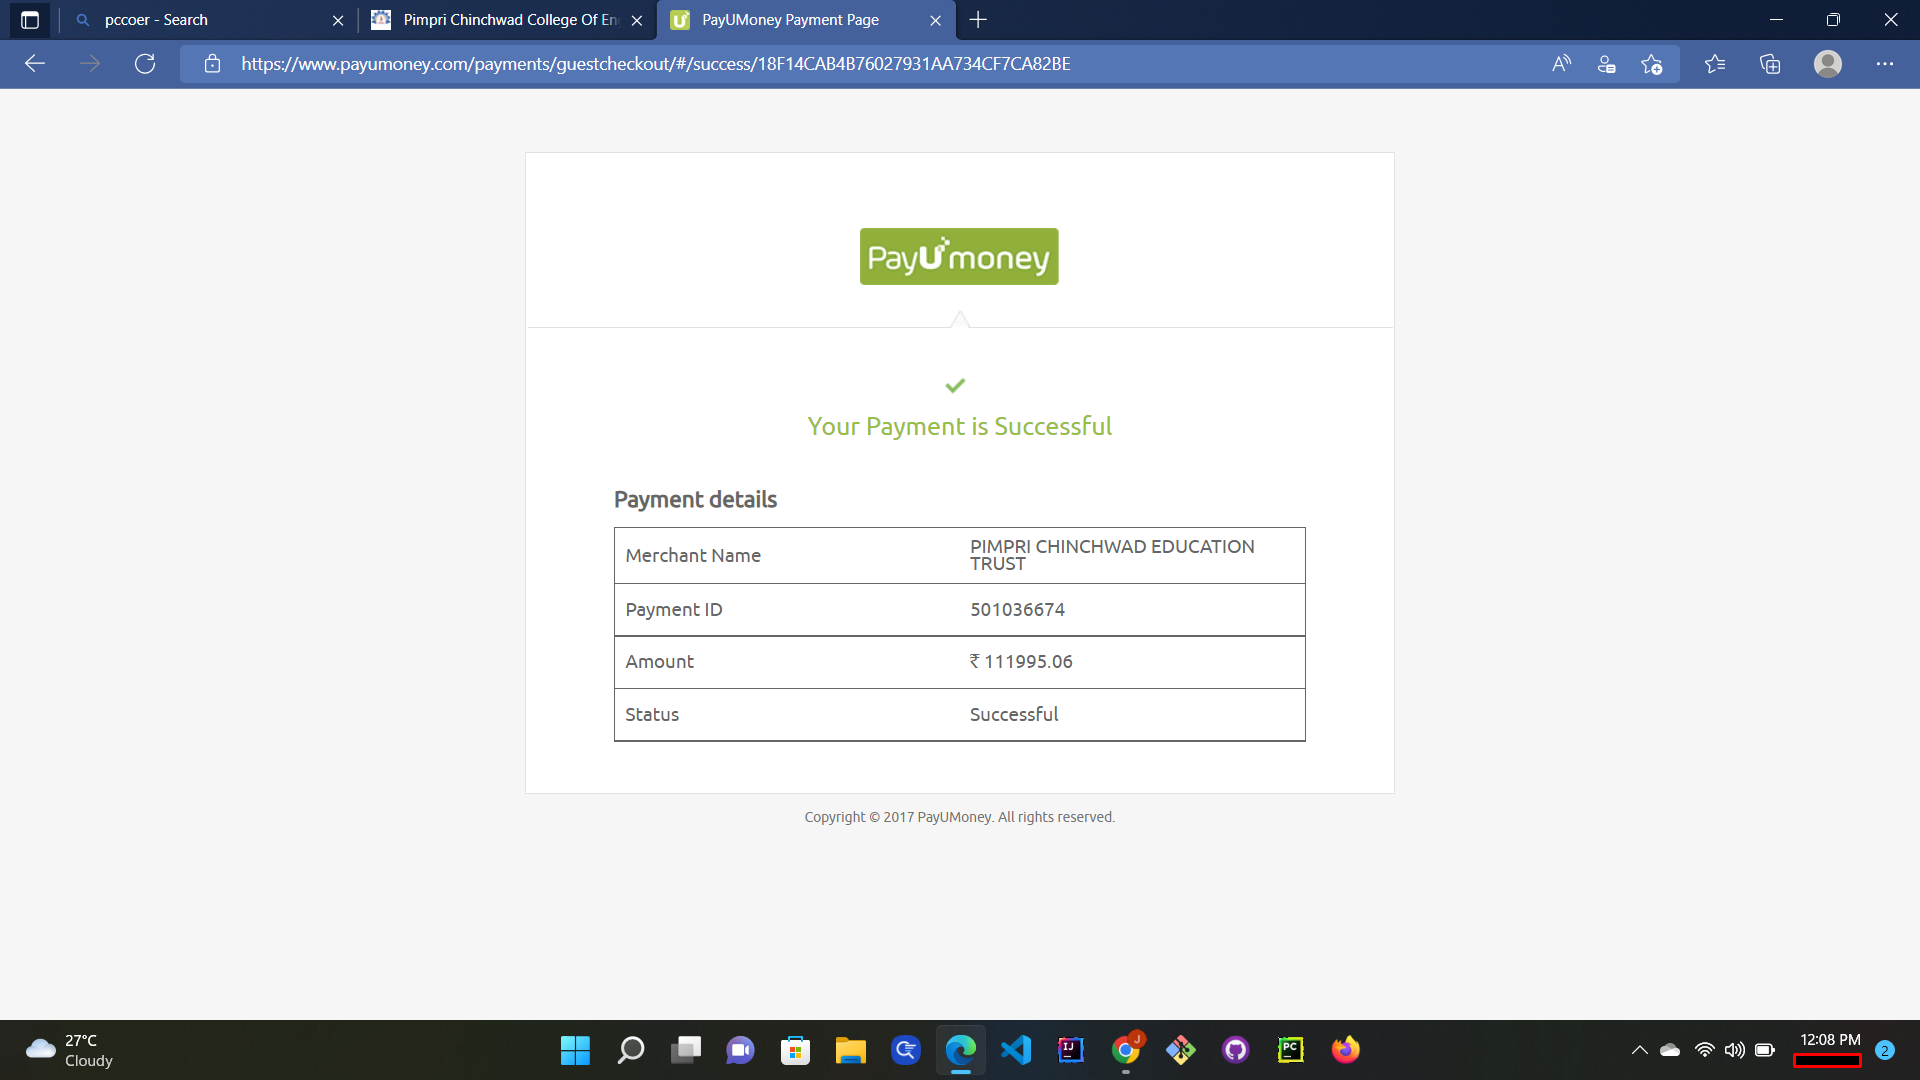 pccoer - Search
Pimpri Chinchwad College Of En
PayUMoney Payment Page
https://www.payumoney.com/payments/guestcheckout/#/success/18F14CAB4B76027931AA734CF7CA82BE
PayUmoney
Your Payment is Successful
Payment details
Merchant Name PIMPRI CHINCHWAD EDUCATION
TRUST
Payment ID 501036674
Amount ₹ 111995.06
Status Successful
Copyright © 2017 PayUMoney. All rights reserved.
27°C
Cloudy
12:08 PM
2